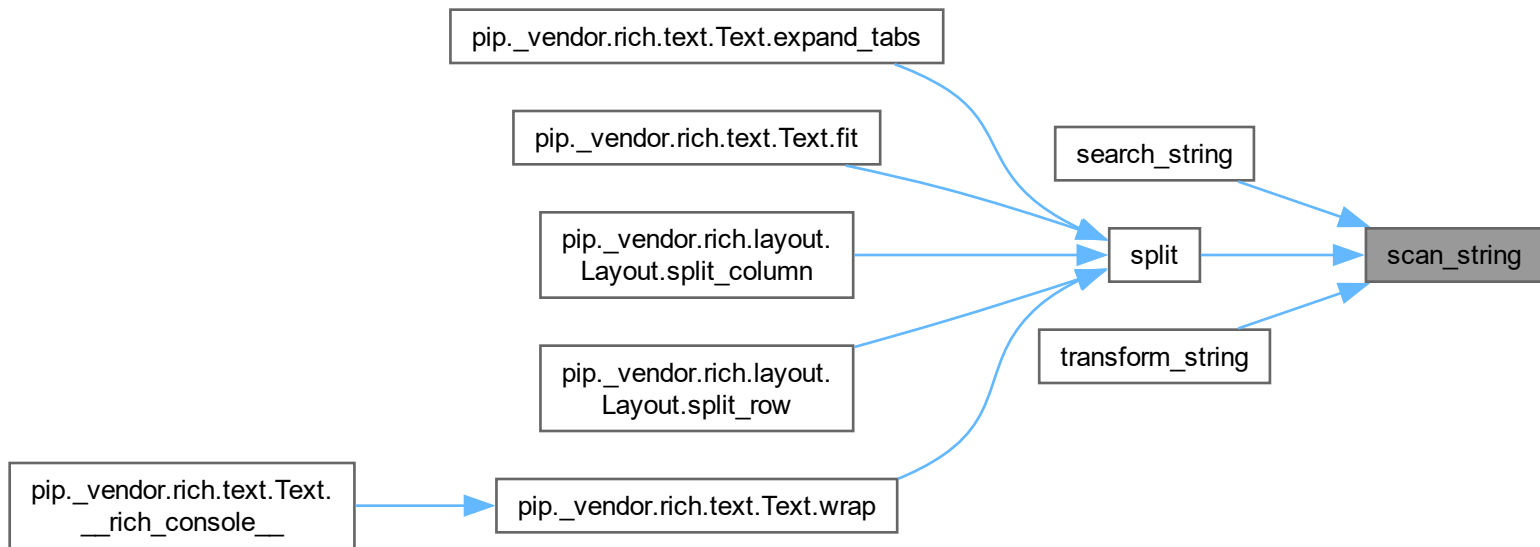 pip._vendor.rich.text.Text.expand_tabs
pip._vendor.rich.text.Text.fit
search_string
pip._vendor.rich.layout.
Layout.split_column
split
scan_string
transform_string
pip._vendor.rich.layout.
Layout.split_row
pip._vendor.rich.text.Text.
__rich_console__
pip._vendor.rich.text.Text.wrap